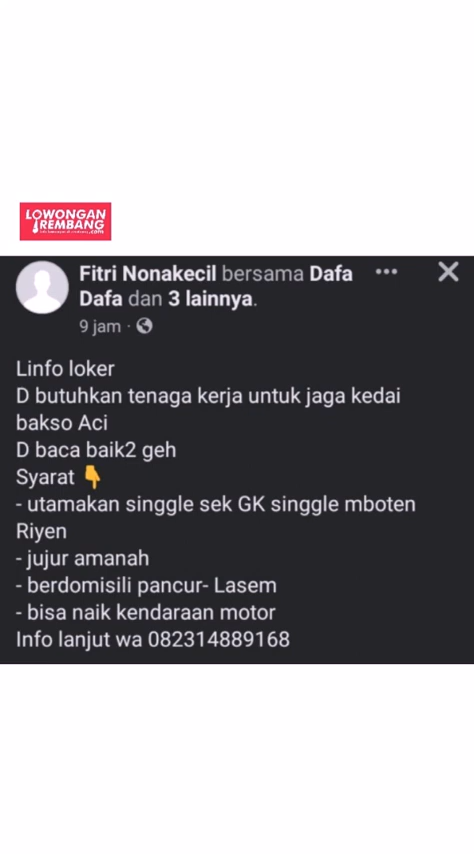 LOWONGAN
REMBANG
.com
Fitri Nonakecil bersama Dafa
Dafa dan 3 lainnya.
9 jam ·
Linfo loker
D butuhkan tenaga kerja untuk jaga kedai
bakso Aci
D baca baik2 geh
Syarat 👇
- utamakan singgle sek GK singgle mboten
Riyen
- jujur amanah
- berdomisili pancur- Lasem
- bisa naik kendaraan motor
Info lanjut wa 082314889168